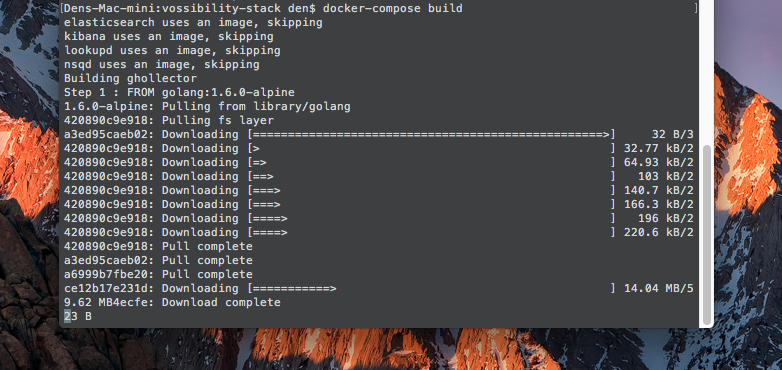 [Dens-Mac-mini:vossibility-stack den$ docker-compose build ]
elasticsearch uses an image, skipping
kibana uses an image, skipping
lookupd uses an image, skipping
nsqd uses an image, skipping
Building ghollector
Step 1 : FROM golang:1.6.0-alpine
1.6.0-alpine: Pulling from library/golang
420890c9e918: Pulling fs layer
a3ed95caeb02: Downloading [==================================================>] 32 B/3
420890c9e918: Downloading [> ] 32.77 kB/2
420890c9e918: Downloading [=> ] 64.93 kB/2
420890c9e918: Downloading [==> ] 103 kB/2
420890c9e918: Downloading [===> ] 140.7 kB/2
420890c9e918: Downloading [===> ] 166.3 kB/2
420890c9e918: Downloading [====> ] 196 kB/2
420890c9e918: Downloading [====> ] 220.6 kB/2
420890c9e918: Pull complete
a3ed95caeb02: Pull complete
a6999b7fbe20: Pull complete
ce12b17e231d: Downloading [===========> ] 14.04 MB/5
9.62 MB4ecfe: Download complete
23 B